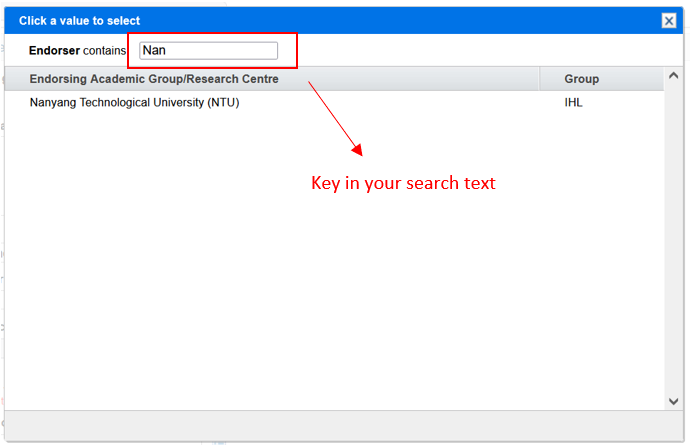 Click a value to select
Endorser contains Nan
Endorsing Academic Group/Research Centre Group
Nanyang Technological University (NTU) IHL
Key in your search text